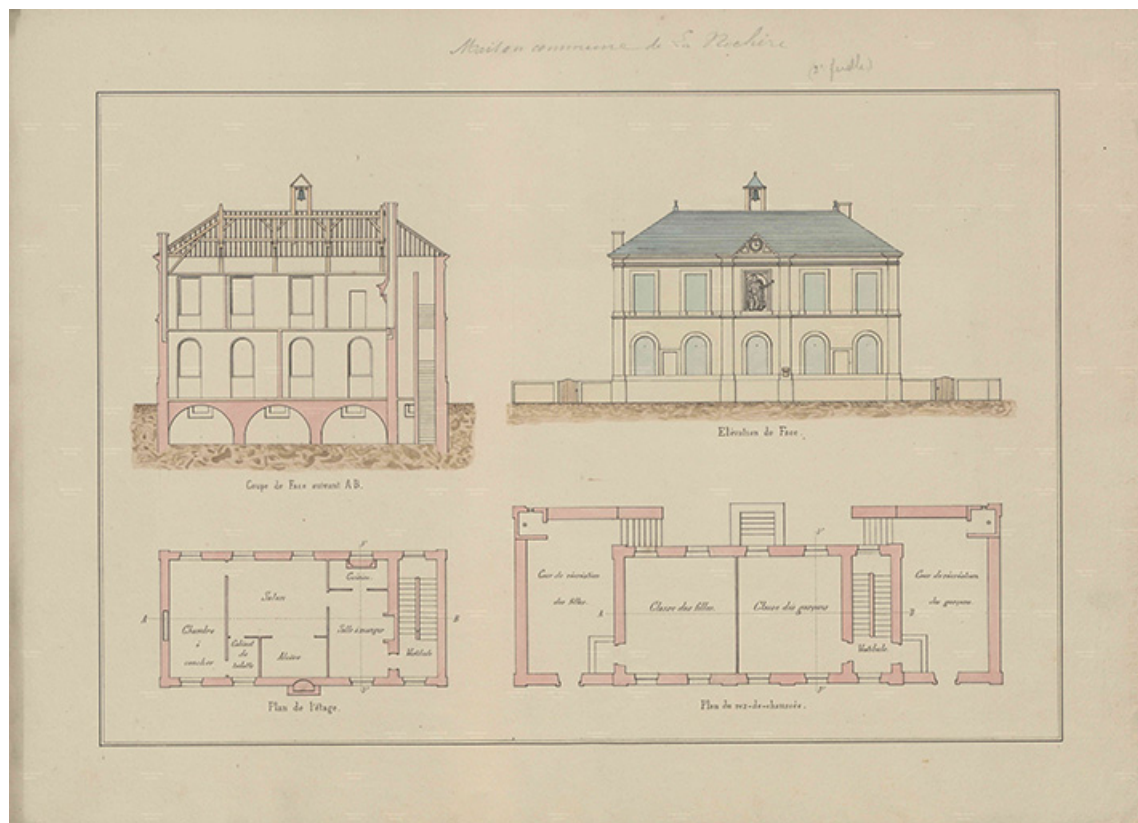 Maison commune de La Rochère
(2e feuille)
Coupe de Face suivant A B.
Elévation de Face.
A
B
Cuisine.
Salon
Salle à manger
Chambre
à
coucher
Cabinet
de
toilette
Alcôve
Vestibule
Plan de l'étage.
Cour de récréation
des filles.
A
Classe des filles.
Classe des garçons
B
Cour de récréation
des garçons.
Vestibule.
Plan du rez-de-chaussée.